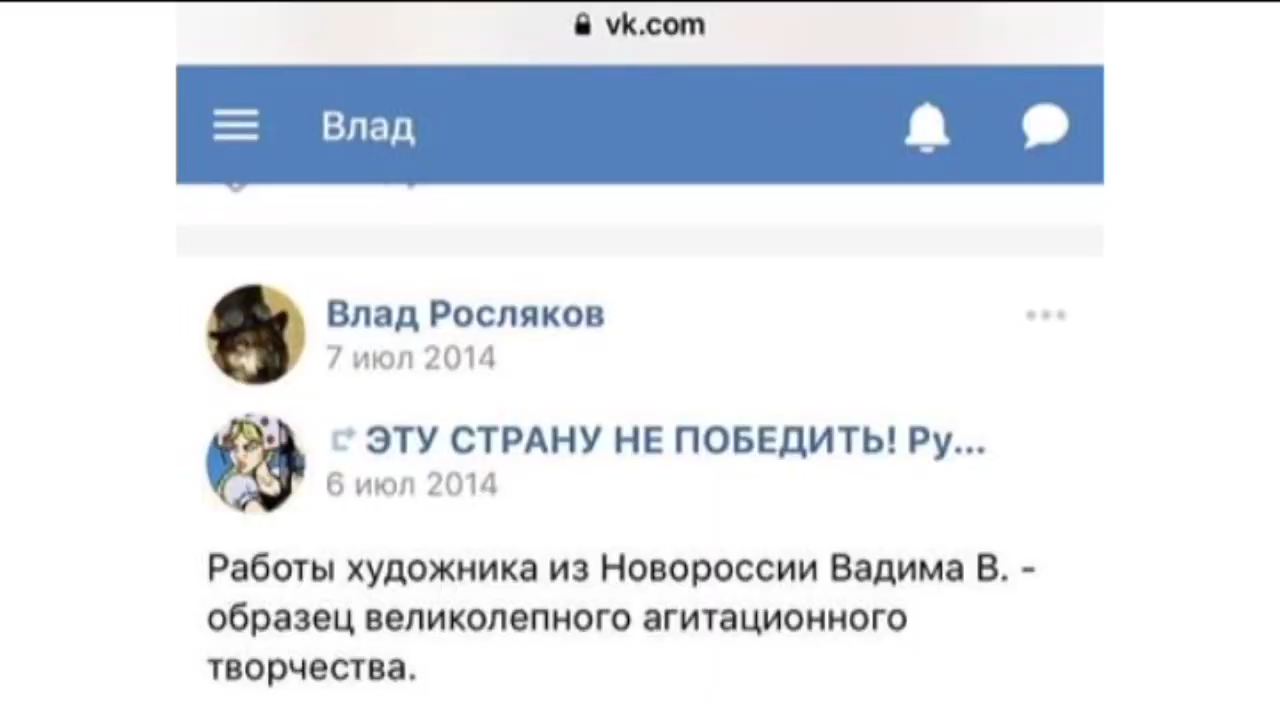 vk.com
Влад
Влад Росляков
7 июл 2014
ЭТУ СТРАНУ НЕ ПОБЕДИТЬ! Ру...
6 июл 2014
Работы художника из Новороссии Вадима В. -
образец великолепного агитационного
творчества.